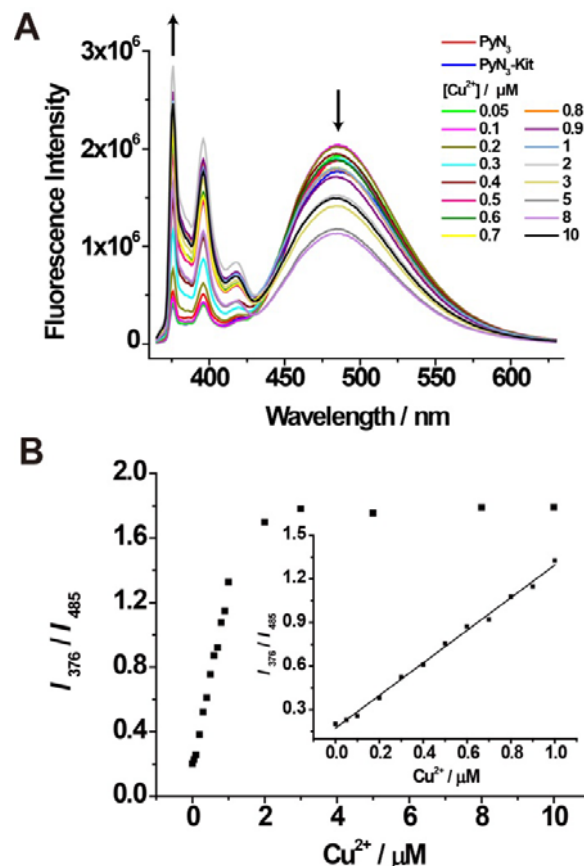 A
Fluorescence Intensity
3x10⁶
2x10⁶
1x10⁶
0
400 450 500 550 600
Wavelength / nm
PyN₃
PyN₃-Kit
[Cu²⁺] / μM
0.05 0.8
0.1 0.9
0.2 1
0.3 2
0.4 3
0.5 5
0.6 8
0.7 10
B
I₃₇₆ / I₄₈₅
2.0
1.6
1.2
0.8
0.4
0.0
0 2 4 6 8 10
Cu²⁺ / μM
I₃₇₆ / I₄₈₅
1.5
1.2
0.9
0.6
0.3
0.0 0.2 0.4 0.6 0.8 1.0
Cu²⁺/ μM